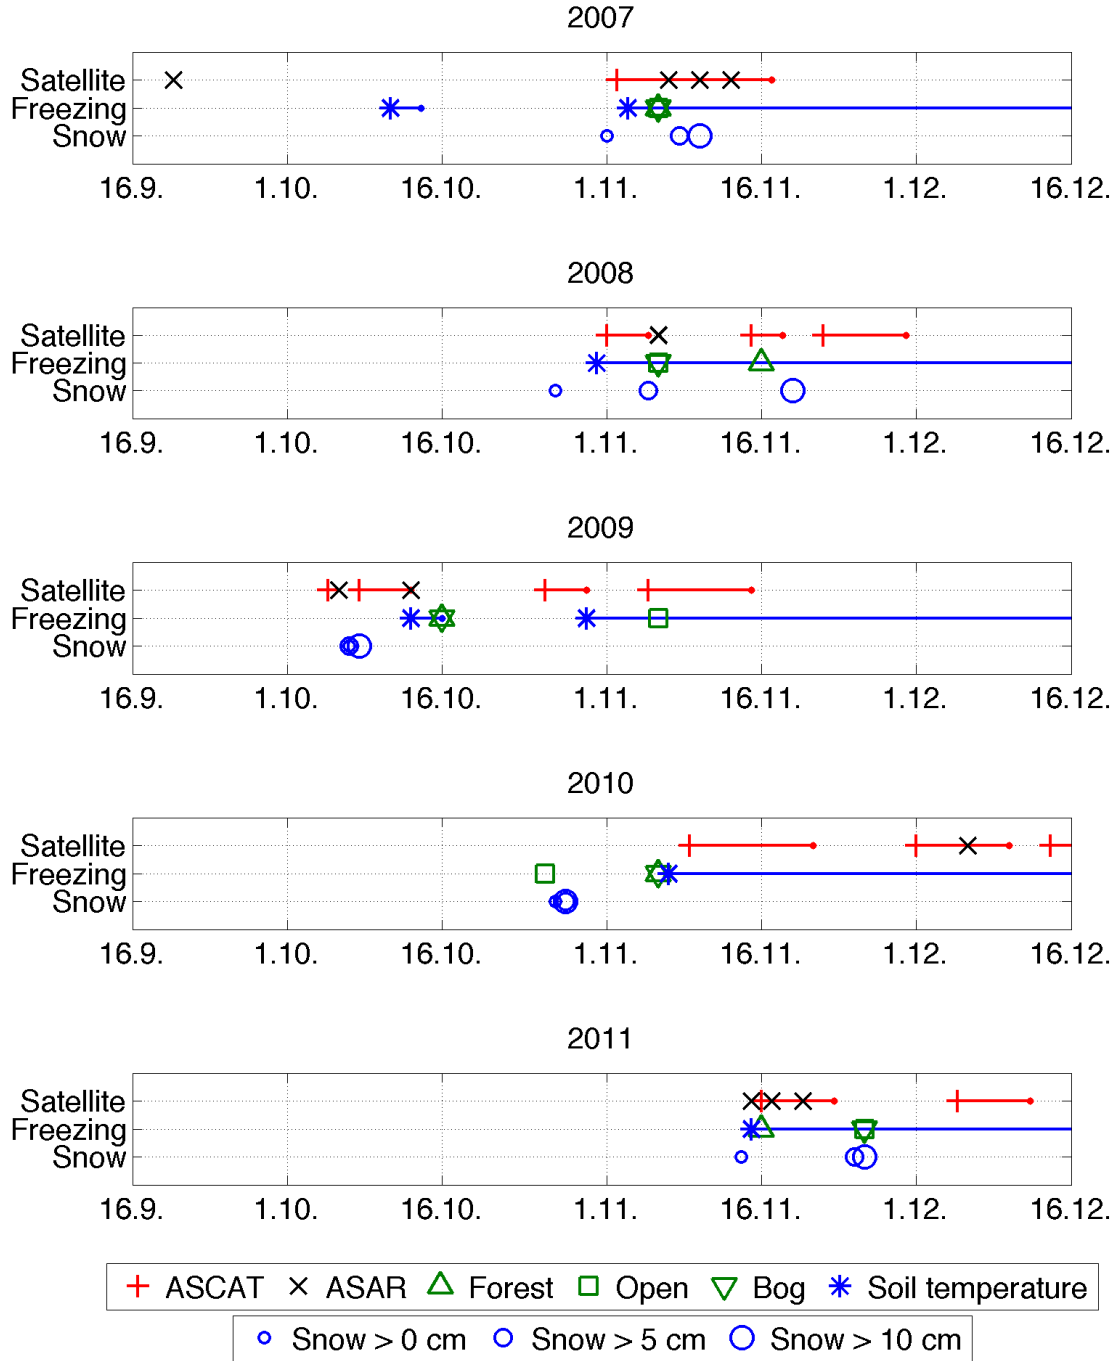 2007
Satellite
Freezing
Snow
16.9. 1.10. 16.10. 1.11. 16.11. 1.12. 16.12.
2008
Satellite
Freezing
Snow
16.9. 1.10. 16.10. 1.11. 16.11. 1.12. 16.12.
2009
Satellite
Freezing
Snow
16.9. 1.10. 16.10. 1.11. 16.11. 1.12. 16.12.
2010
Satellite
Freezing
Snow
16.9. 1.10. 16.10. 1.11. 16.11. 1.12. 16.12.
2011
Satellite
Freezing
Snow
16.9. 1.10. 16.10. 1.11. 16.11. 1.12. 16.12.
ASCAT ASAR Forest Open Bog Soil temperature
Snow > 0 cm Snow > 5 cm Snow > 10 cm